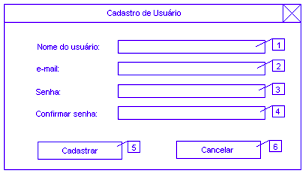 Cadastro de Usuário
Nome do usuário: 1
e-mail: 2
Senha: 3
Confirmar senha: 4
Cadastrar 5 Cancelar 6